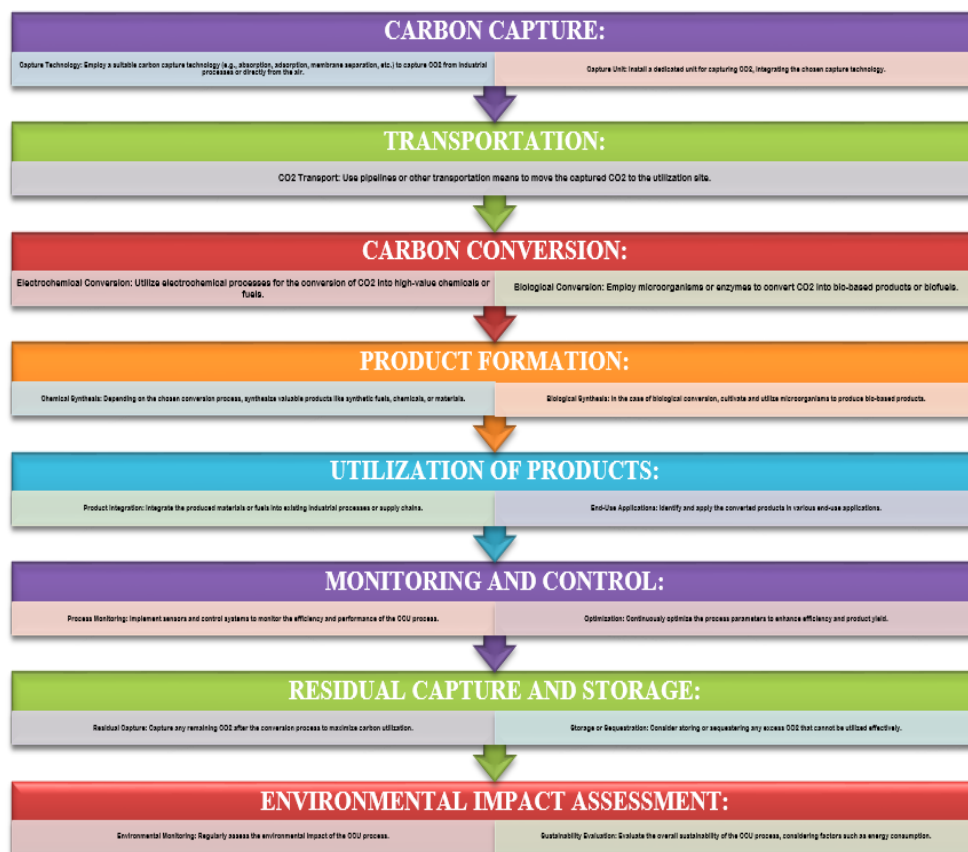 CARBON CAPTURE:
Capture Technology: Employ a suitable carbon capture technology (e.g., absorption, adsorption, membrane separation, etc.) to capture CO2 from industrial
processes or directly from the air.
Capture Unit: Install a dedicated unit for capturing CO2, integrating the chosen capture technology.
TRANSPORTATION:
CO2 Transport: Use pipelines or other transportation means to move the captured CO2 to the utilization site.
CARBON CONVERSION:
Electrochemical Conversion: Utilize electrochemical processes for the conversion of CO2 into high-value chemicals or
fuels.
Biological Conversion: Employ microorganisms or enzymes to convert CO2 into bio-based products or biofuels.
PRODUCT FORMATION:
Chemical Synthesis: Depending on the chosen conversion process, synthesize valuable products like synthetic fuels, chemicals, or materials.
Biological Synthesis: In the case of biological conversion, cultivate and utilize microorganisms to produce bio-based products.
UTILIZATION OF PRODUCTS:
Product Integration: Integrate the produced materials or fuels into existing industrial processes or supply chains.
End-Use Applications: Identify and apply the converted products in various end-use applications.
MONITORING AND CONTROL:
Process Monitoring: Implement sensors and control systems to monitor the efficiency and performance of the CCU process.
Optimization: Continuously optimize the process parameters to enhance efficiency and product yield.
RESIDUAL CAPTURE AND STORAGE:
Residual Capture: Capture any remaining CO2 after the conversion process to maximize carbon utilization.
Storage or Sequestration: Consider storing or sequestering any excess CO2 that cannot be utilized effectively.
ENVIRONMENTAL IMPACT ASSESSMENT:
Environmental Monitoring: Regularly assess the environmental impact of the CCU process.
Sustainability Evaluation: Evaluate the overall sustainability of the CCU process, considering factors such as energy consumption.